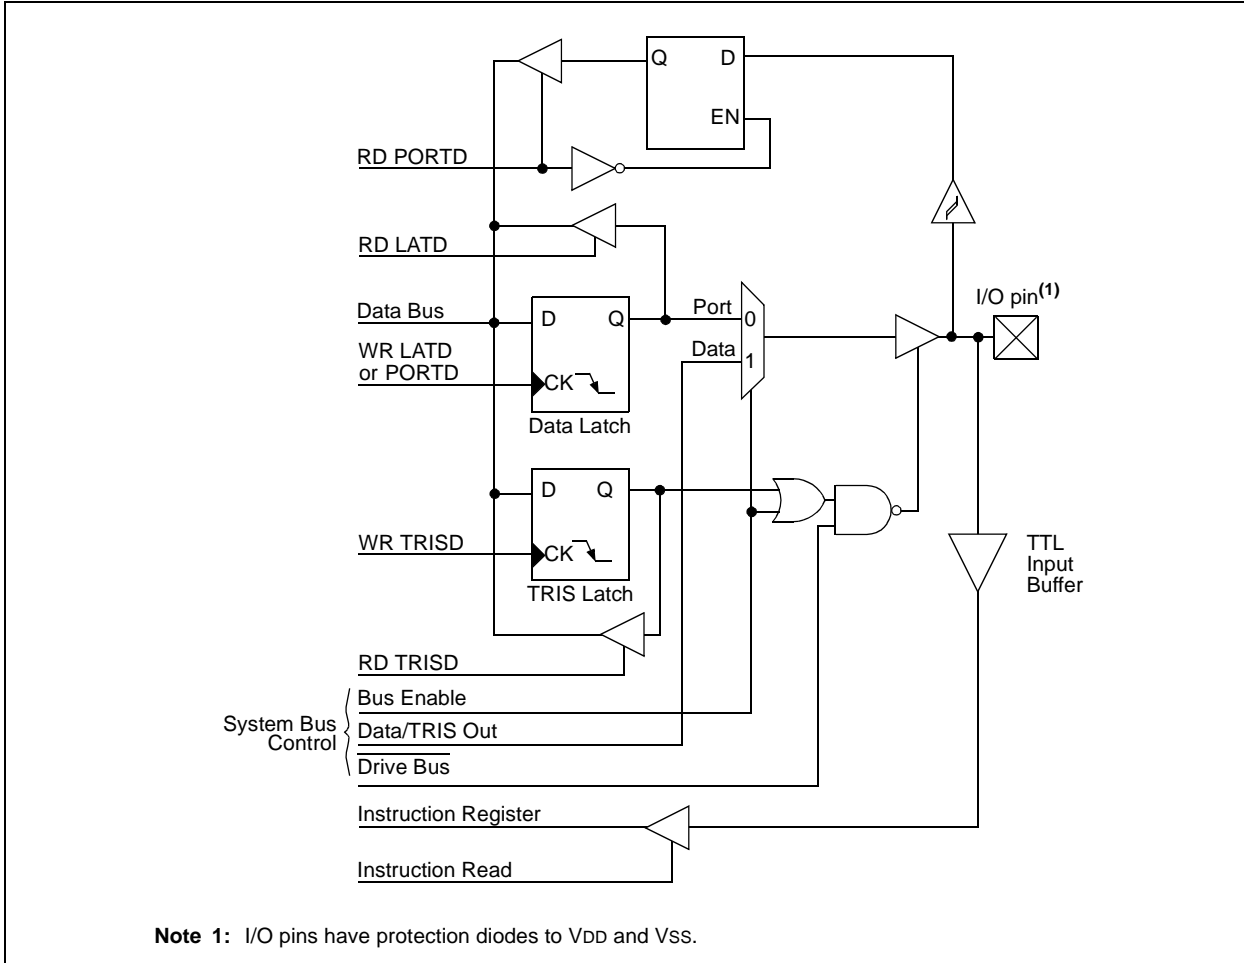 Q D
EN
RD PORTD
RD LATD
I/O pin(1)
Port
0
Data Bus
D Q
Data
1
WR LATD
or PORTD
CK
Data Latch
D Q
WR TRISD
CK
TRIS Latch
TTL
Input
Buffer
RD TRISD
Bus Enable
System Bus
Control
Data/TRIS Out
Drive Bus
Instruction Register
Instruction Read
Note 1: I/O pins have protection diodes to VDD and VSS.